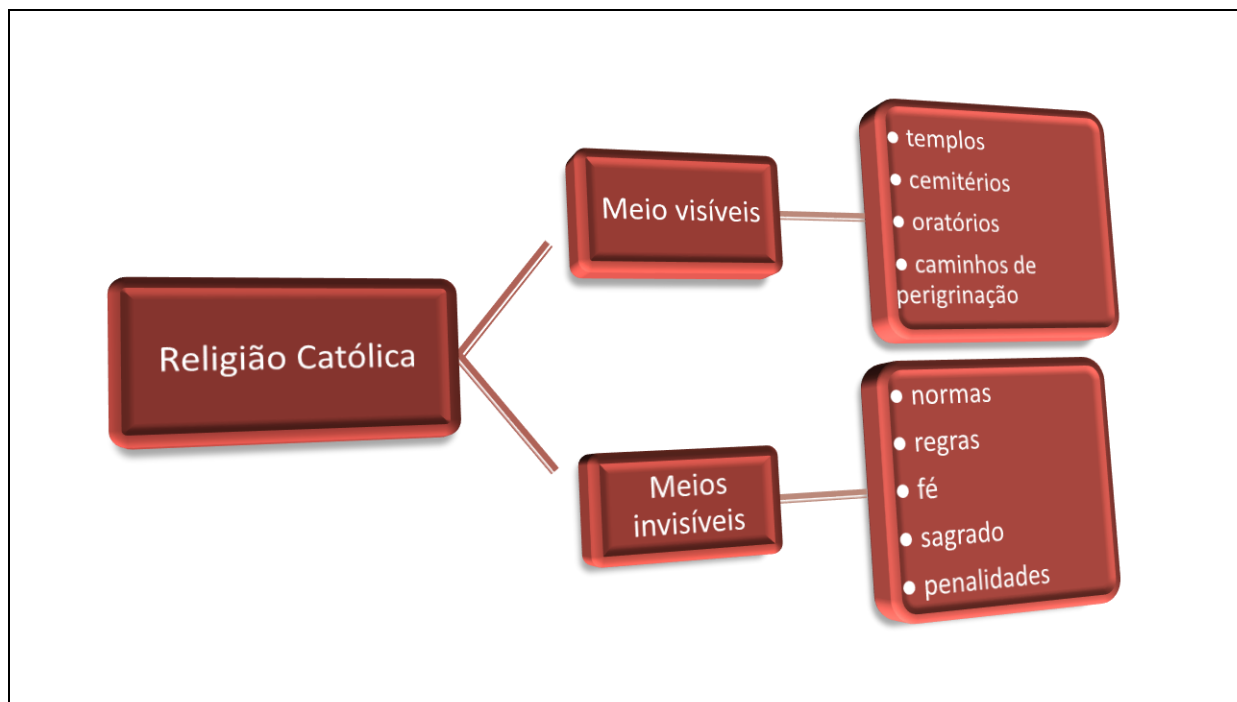 Religião Católica
Meio visíveis
• templos
• cemitérios
• oratórios
• caminhos de
perigrinação
Meios
invisíveis
• normas
• regras
• fé
• sagrado
• penalidades